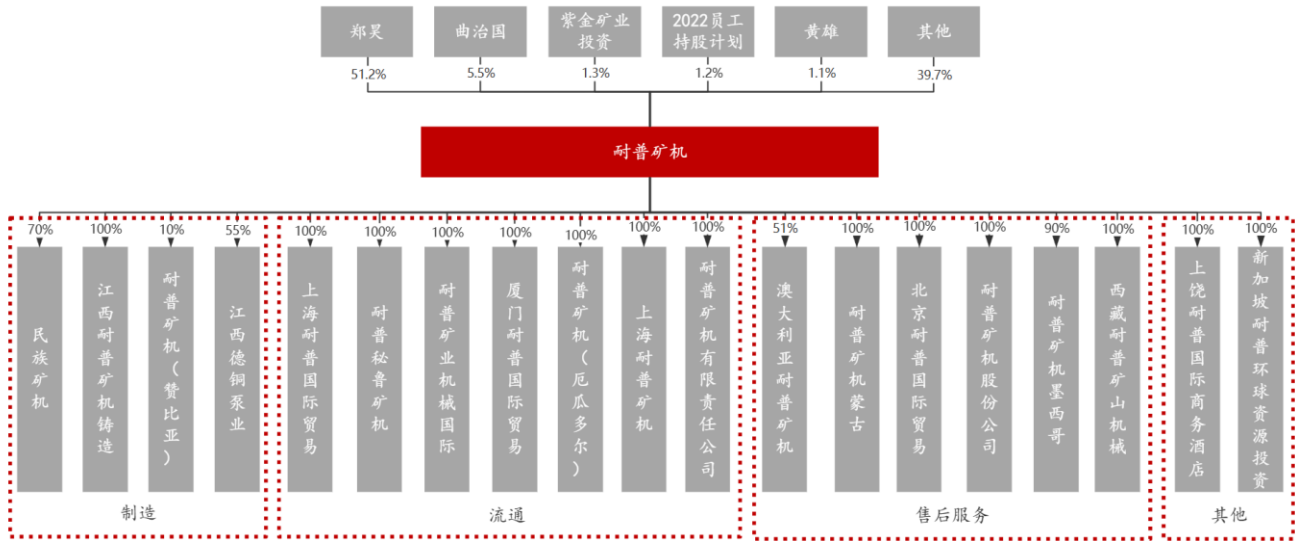 郑昊
曲治国
紫金矿业
投资
2022员工
持股计划
黄雄
其他
51.2%
5.5%
1.3%
1.2%
1.1%
39.7%
耐普矿机
70%
100%
10%
55%
100%
100%
100%
100%
100%
100%
100%
51%
100%
100%
100%
90%
100%
100%
100%
民族矿机
江西耐普矿机铸造
耐普矿机（赞比亚）
江西德铜泵业
上海耐普国际贸易
耐普秘鲁矿机
耐普矿业机械国际
厦门耐普国际贸易
耐普矿机（厄瓜多尔）
上海耐普矿机
耐普矿机有限责任公司
澳大利亚耐普矿机
耐普矿机蒙古
北京耐普国际贸易
耐普矿机股份公司
耐普矿机墨西哥
西藏耐普矿山机械
上饶耐普国际商务酒店
新加坡耐普环球资源投资
制造
流通
售后服务
其他